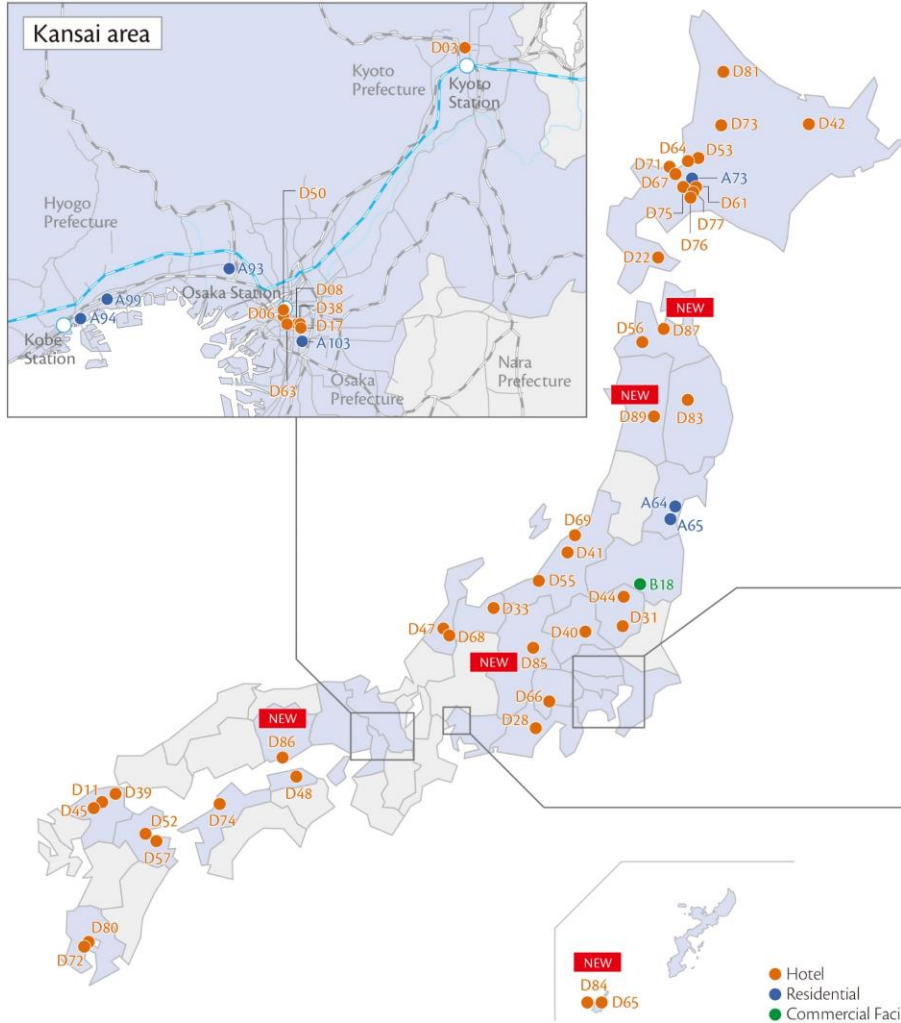 Kansai area
D03
Kyoto
Prefecture
Kyoto
Station
D50
Hyogo
Prefecture
A93
Osaka Station
D08
A99
D06
D38
A94
D17
Kobe
Station
A103
Osaka
Prefecture
Nara
Prefecture
D63
D81
D73
D42
D64
D53
D71
A73
D67
D61
D75
D77
D76
D22
NEW
D56
D87
NEW
D89
D83
A64
A65
D69
D41
D55
B18
D44
D33
D31
D47
D68
D40
NEW
D85
D66
D28
NEW
D86
D48
D11
D39
D45
D74
D52
D57
D80
D72
NEW
D84
D65
Hotel
Residential
Commercial Faci